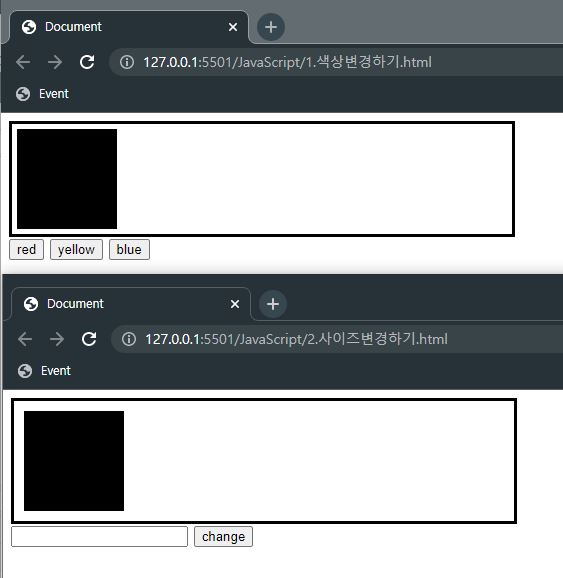 Document
127.0.0.1:5501/JavaScript/1.색상변경하기.html
Event
red yellow blue
Document
127.0.0.1:5501/JavaScript/2.사이즈변경하기.html
Event
change